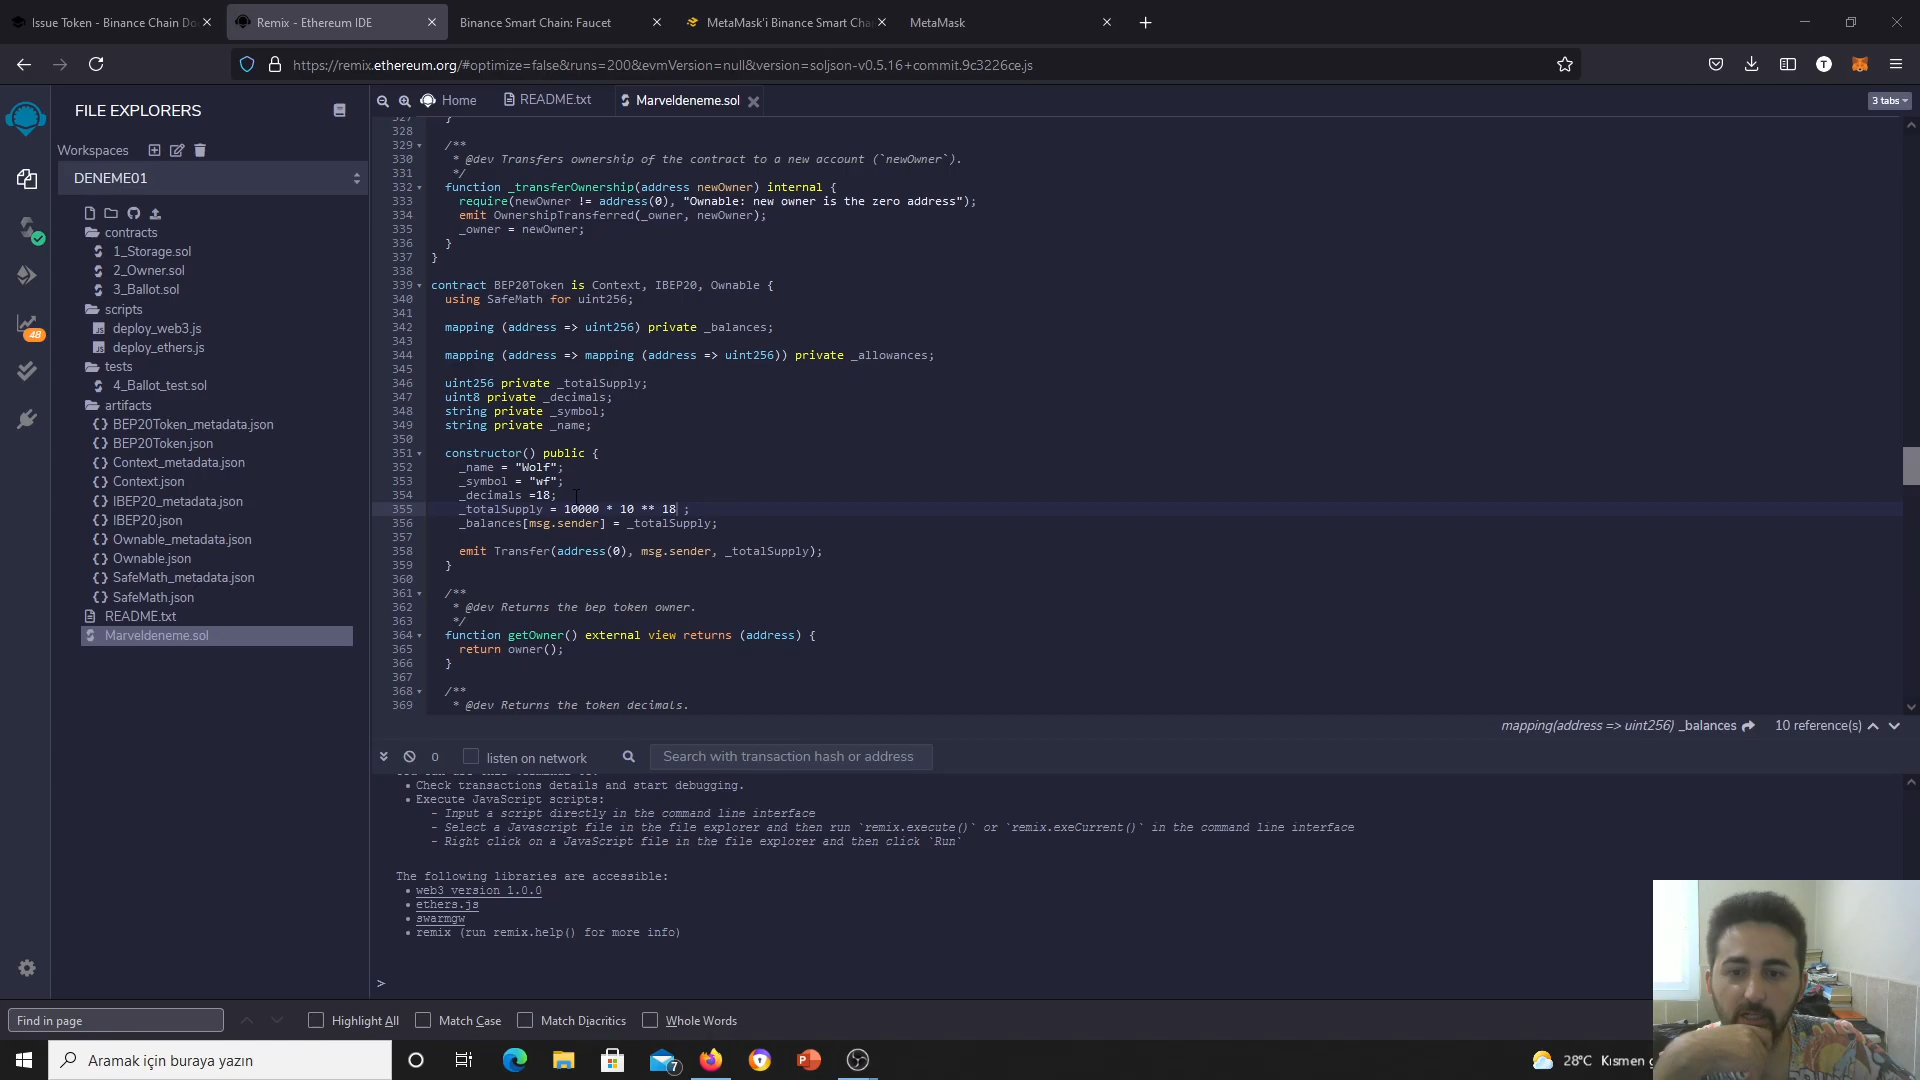 Issue Token - Binance Chain Do
Remix - Ethereum IDE
Binance Smart Chain: Faucet
MetaMask'i Binance Smart Cha
MetaMask
https://remix.ethereum.org/#optimize=false&runs=200&evmVersion=null&version=soljson-v0.5.16+commit.9c3226ce.js
T
FILE EXPLORERS
Home
README.txt
Marveldeneme.sol
3 tabs
Workspaces
DENEME01
contracts
1_Storage.sol
2_Owner.sol
3_Ballot.sol
scripts
deploy_web3.js
deploy_ethers.js
tests
4_Ballot_test.sol
artifacts
BEP20Token_metadata.json
BEP20Token.json
Context_metadata.json
Context.json
IBEP20_metadata.json
IBEP20.json
Ownable_metadata.json
Ownable.json
SafeMath_metadata.json
SafeMath.json
README.txt
Marveldeneme.sol
48
327 }
328
329 /**
330 * @dev Transfers ownership of the contract to a new account (`newOwner`).
331 */
332 function _transferOwnership(address newOwner) internal {
333 require(newOwner != address(0), "Ownable: new owner is the zero address");
334 emit OwnershipTransferred(_owner, newOwner);
335 _owner = newOwner;
336 }
337 }
338
339 contract BEP20Token is Context, IBEP20, Ownable {
340 using SafeMath for uint256;
341
342 mapping (address => uint256) private _balances;
343
344 mapping (address => mapping (address => uint256)) private _allowances;
345
346 uint256 private _totalSupply;
347 uint8 private _decimals;
348 string private _symbol;
349 string private _name;
350
351 constructor() public {
352 _name = "Wolf";
353 _symbol = "wf";
354 _decimals =18;
355 _totalSupply = 10000 * 10 ** 18 ;
356 _balances[msg.sender] = _totalSupply;
357
358 emit Transfer(address(0), msg.sender, _totalSupply);
359 }
360
361 /**
362 * @dev Returns the bep token owner.
363 */
364 function getOwner() external view returns (address) {
365 return owner();
366 }
367
368 /**
369 * @dev Returns the token decimals.
mapping(address => uint256) _balances 10 reference(s)
0 listen on network Search with transaction hash or address
• Check transactions details and start debugging.
• Execute JavaScript scripts:
- Input a script directly in the command line interface
- Select a Javascript file in the file explorer and then run `remix.execute()` or `remix.exeCurrent()` in the command line interface
- Right click on a JavaScript file in the file explorer and then click `Run`
The following libraries are accessible:
• web3 version 1.0.0
• ethers.js
• swarmgw
• remix (run remix.help() for more info)
>
Find in page Highlight All Match Case Match Diacritics Whole Words
Aramak için buraya yazın
7
28°C Kısmen